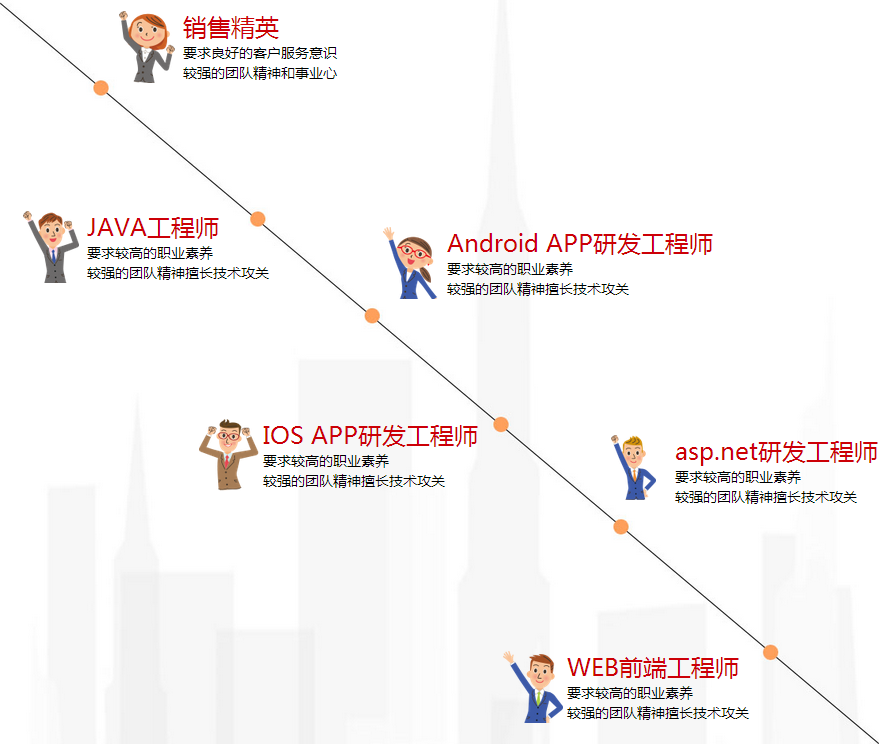 销售精英
要求良好的客户服务意识
较强的团队精神和事业心
JAVA工程师
要求较高的职业素养
较强的团队精神擅长技术攻关
Android APP研发工程师
要求较高的职业素养
较强的团队精神擅长技术攻关
IOS APP研发工程师
要求较高的职业素养
较强的团队精神擅长技术攻关
asp.net研发工程师
要求较高的职业素养
较强的团队精神擅长技术攻关
WEB前端工程师
要求较高的职业素养
较强的团队精神擅长技术攻关